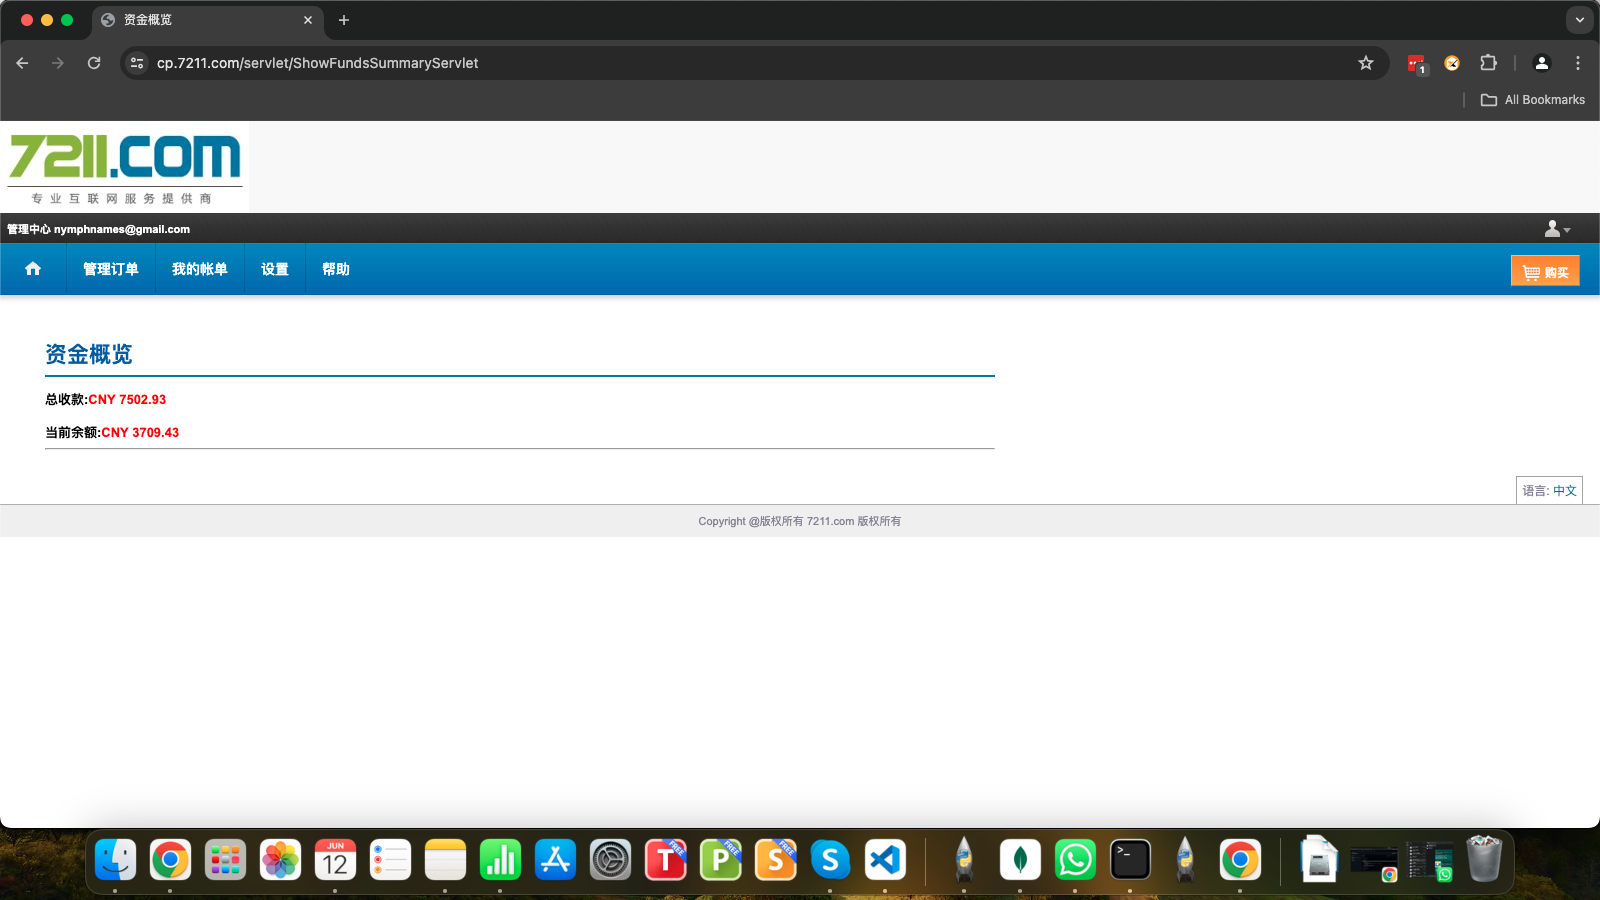 资金概览
cp.7211.com/servlet/ShowFundsSummaryServlet
1
All Bookmarks
7211.com
专业互联网服务提供商
管理中心 nymphnames@gmail.com
管理订单
我的帐单
设置
帮助
购买
资金概览
总收款:CNY 7502.93
当前余额:CNY 3709.43
语言: 中文
Copyright @版权所有 7211.com 版权所有
JUN
12
T
FREE
P
FREE
S
FREE
S
>_